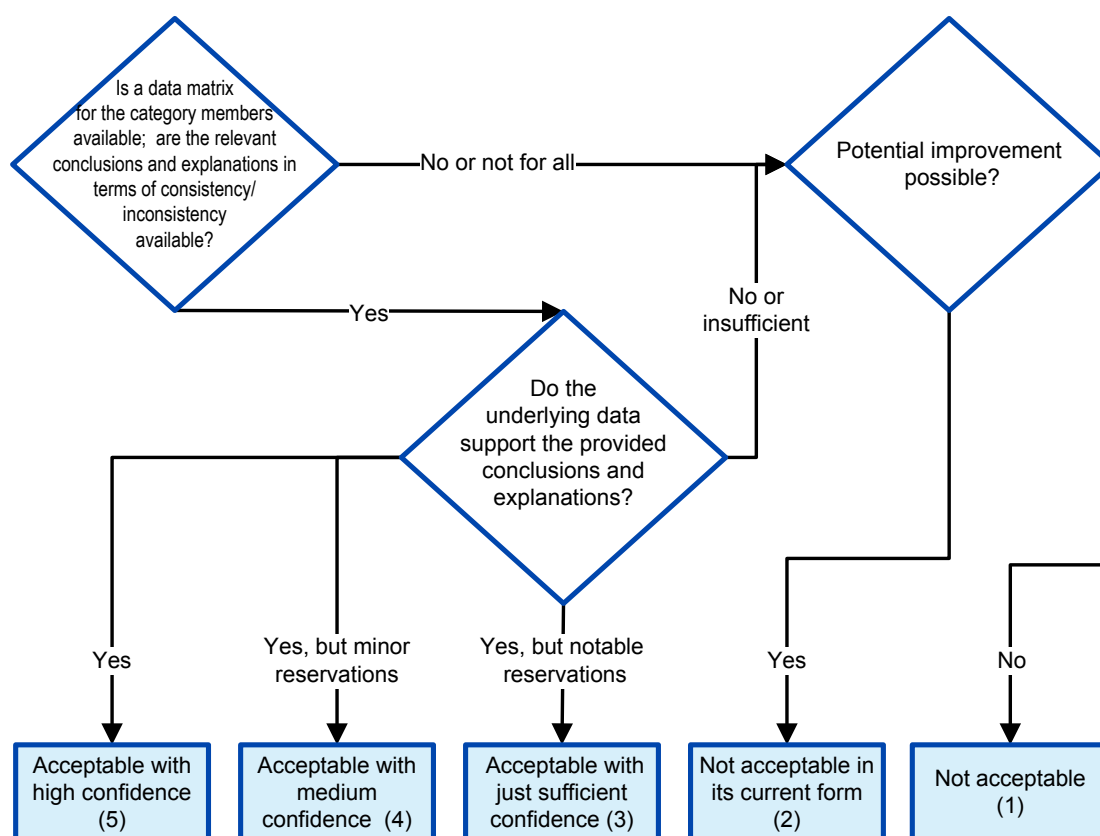 Is a data matrix
for the category members
available; are the relevant
conclusions and explanations in
terms of consistency/
inconsistency
available?
No or not for all
Potential improvement
possible?
Yes
No or
insufficient
Do the
underlying data
support the provided
conclusions and
explanations?
Yes
Yes, but minor
reservations
Yes, but notable
reservations
Yes
No
Acceptable with
high confidence
(5)
Acceptable with
medium
confidence (4)
Acceptable with
just sufficient
confidence (3)
Not acceptable in
its current form
(2)
Not acceptable
(1)